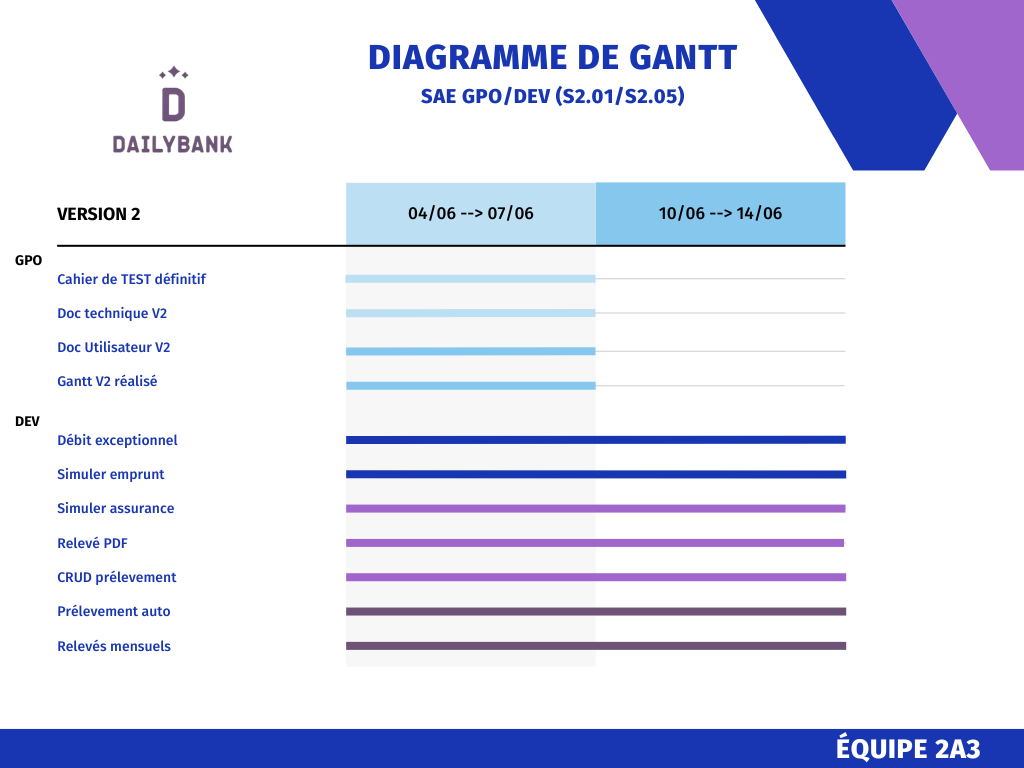 DIAGRAMME DE GANTT
SAE GPO/DEV (S2.01/S2.05)
D
DAILYBANK
VERSION 2
04/06 --> 07/06
10/06 --> 14/06
GPO
Cahier de TEST définitif
Doc technique V2
Doc Utilisateur V2
Gantt V2 réalisé
DEV
Débit exceptionnel
Simuler emprunt
Simuler assurance
Relevé PDF
CRUD prélevement
Prélevement auto
Relevés mensuels
ÉQUIPE 2A3